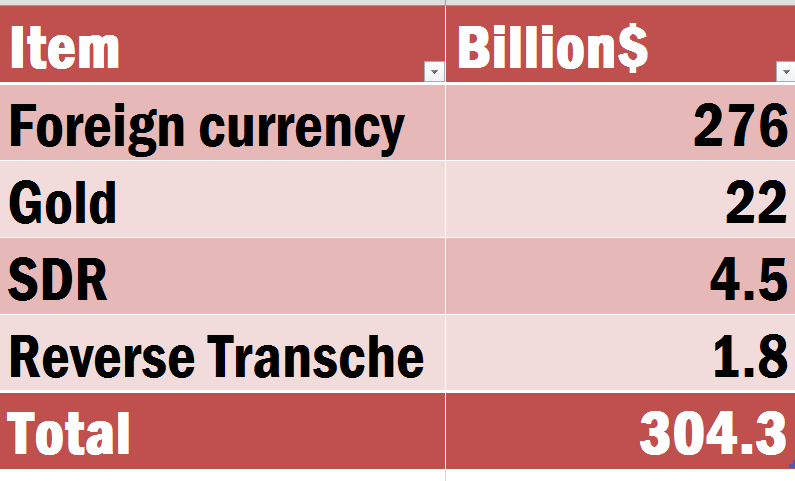 Item Billion$
Foreign currency 276
Gold 22
SDR 4.5
Reverse Transche 1.8
Total 304.3